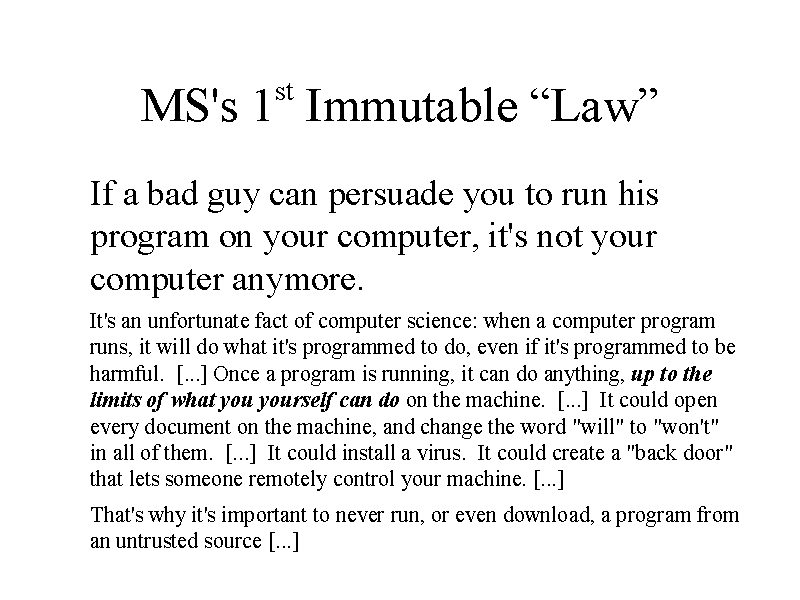 MS's 1st Immutable “Law”
If a bad guy can persuade you to run his
program on your computer, it's not your
computer anymore.
It's an unfortunate fact of computer science: when a computer program
runs, it will do what it's programmed to do, even if it's programmed to be
harmful.  [...] Once a program is running, it can do anything, up to the
limits of what you yourself can do on the machine.  [...]  It could open
every document on the machine, and change the word "will" to "won't"
in all of them.  [...]  It could install a virus.  It could create a "back door"
that lets someone remotely control your machine. [...]
That's why it's important to never run, or even download, a program from
an untrusted source [...]